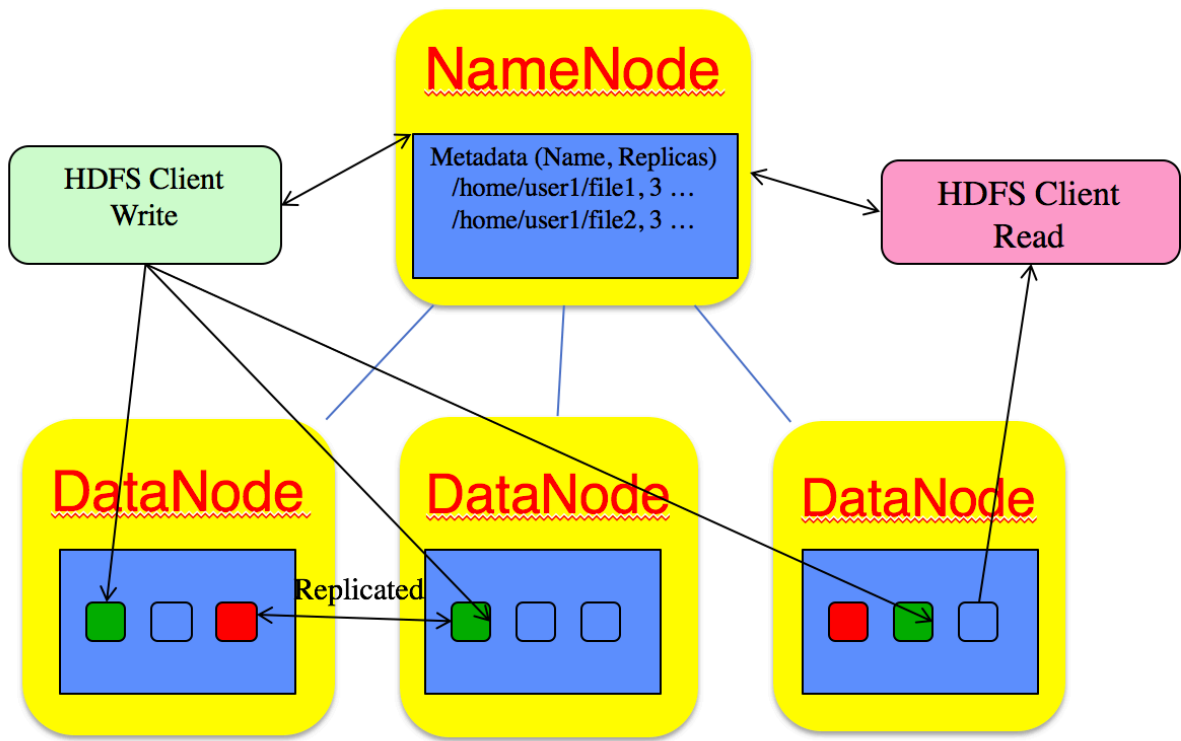 NameNode
Metadata (Name, Replicas)
/home/user1/file1, 3 ...
/home/user1/file2, 3 ...
HDFS Client
Write
HDFS Client
Read
DataNode
DataNode
DataNode
Replicated